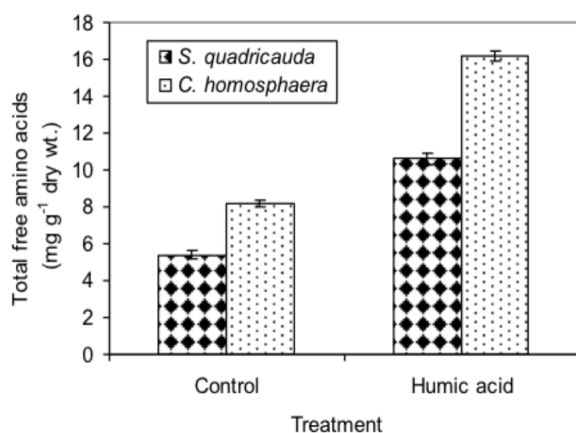 Total free amino acids
(mg g-1 dry wt.)
18
16
14
12
10
8
6
4
2
0
S. quadricauda
C. homosphaera
Control
Humic acid
Treatment